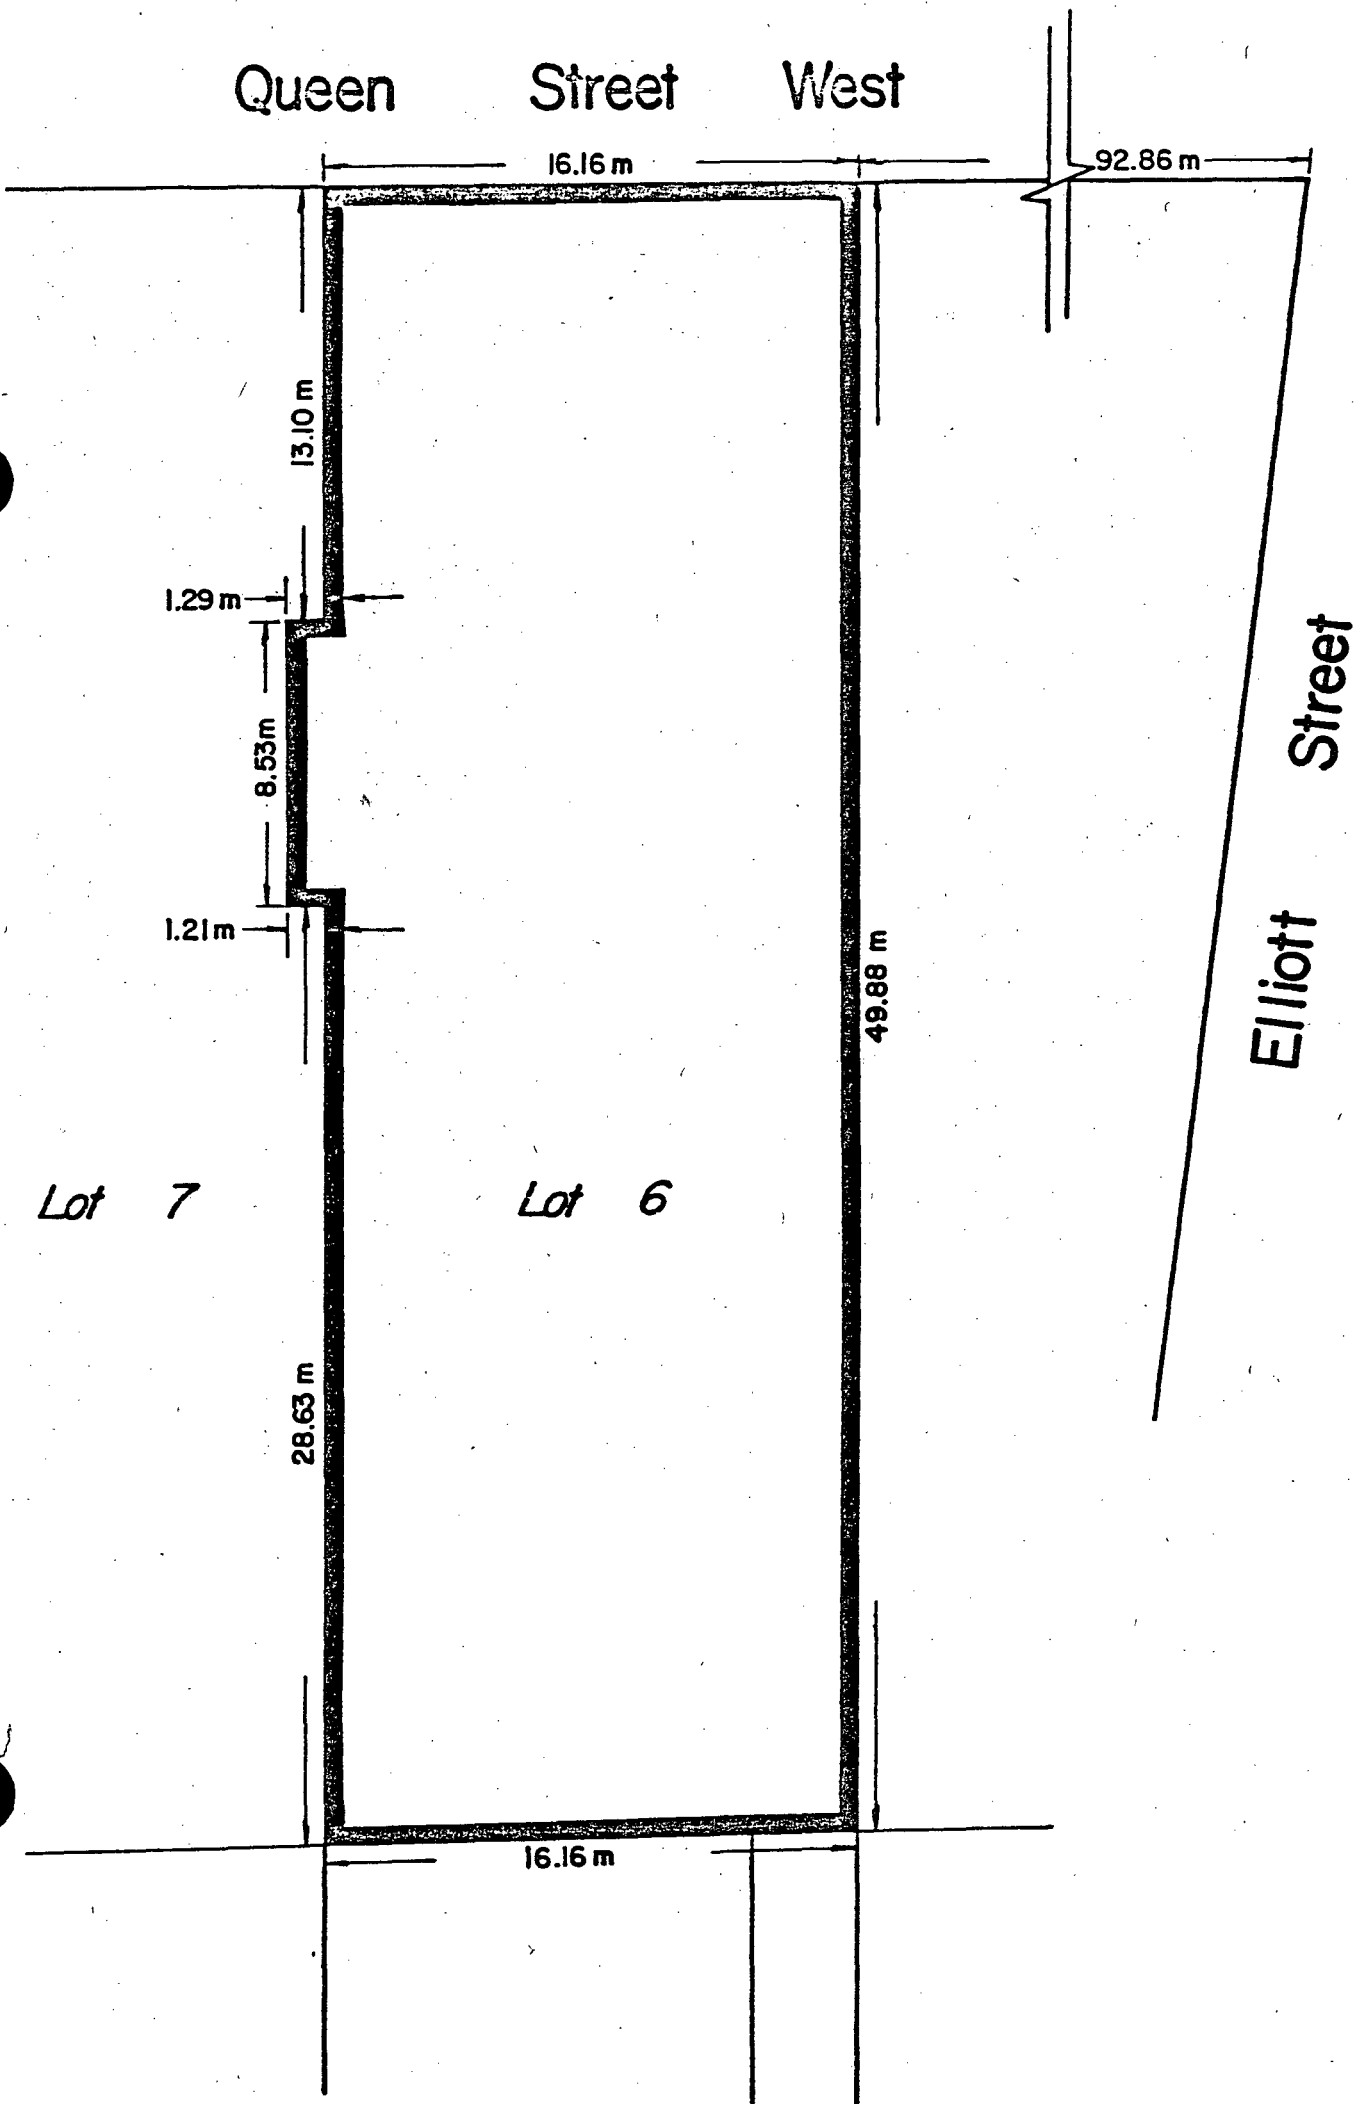 Queen Street West
16.16 m
92.86 m
13.10 m
1.29 m
8.53m
1.21 m
49.88 m
Elliott Street
Lot 7
Lot 6
28.63 m
16.16 m